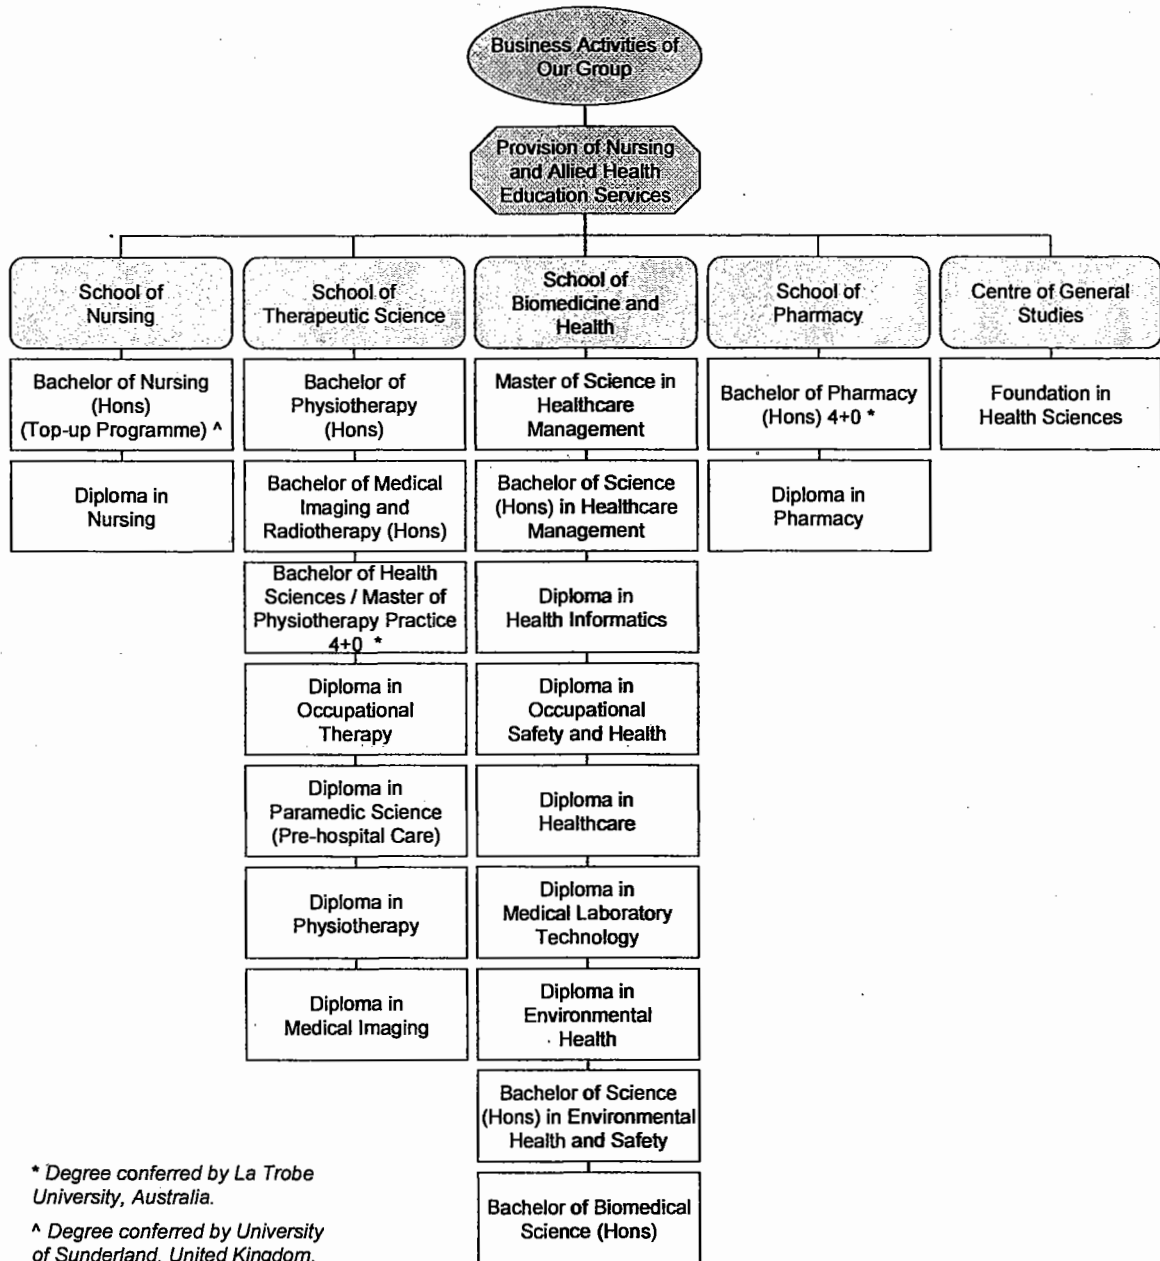 Business Activities of
Our Group
Provision of Nursing
and Allied Health
Education Services
School of
Nursing
Bachelor of Nursing
(Hons)
(Top-up Programme) ^
Diploma in
Nursing
School of
Therapeutic Science
Bachelor of
Physiotherapy
(Hons)
Bachelor of Medical
Imaging and
Radiotherapy (Hons)
Bachelor of Health
Sciences / Master of
Physiotherapy Practice
4+0 *
Diploma in
Occupational
Therapy
Diploma in
Paramedic Science
(Pre-hospital Care)
Diploma in
Physiotherapy
Diploma in
Medical Imaging
School of
Biomedicine and
Health
Master of Science in
Healthcare
Management
Bachelor of Science
(Hons) in Healthcare
Management
Diploma in
Health Informatics
Diploma in
Occupational
Safety and Health
Diploma in
Healthcare
Diploma in
Medical Laboratory
Technology
Diploma in
Environmental
Health
Bachelor of Science
(Hons) in Environmental
Health and Safety
Bachelor of Biomedical
Science (Hons)
School of
Pharmacy
Bachelor of Pharmacy
(Hons) 4+0 *
Diploma in
Pharmacy
Centre of General
Studies
Foundation in
Health Sciences
* Degree conferred by La Trobe
University, Australia.
^ Degree conferred by University
of Sunderland, United Kingdom.